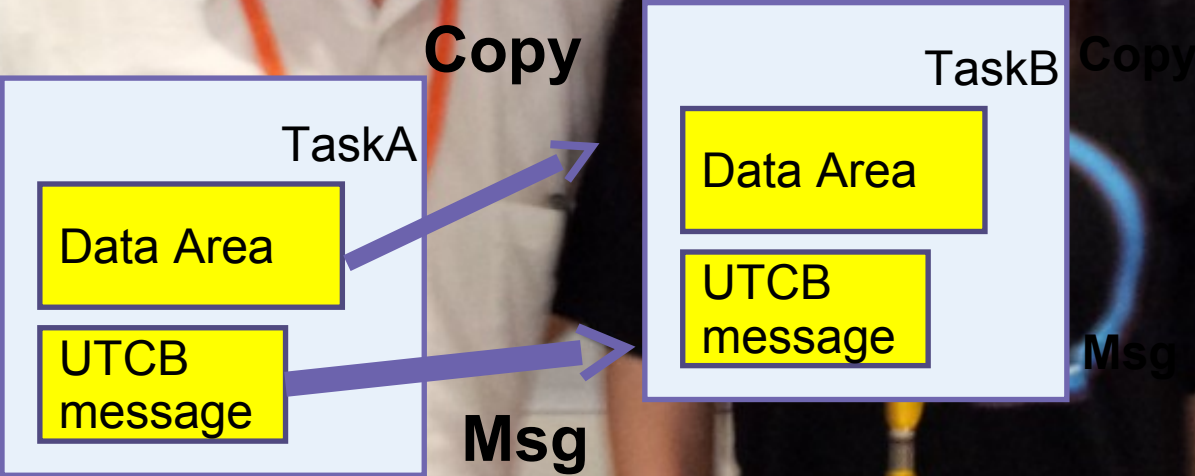 Copy
TaskA
Data Area
UTCB
message
Msg
TaskB
Data Area
UTCB
message
Copy
Msg